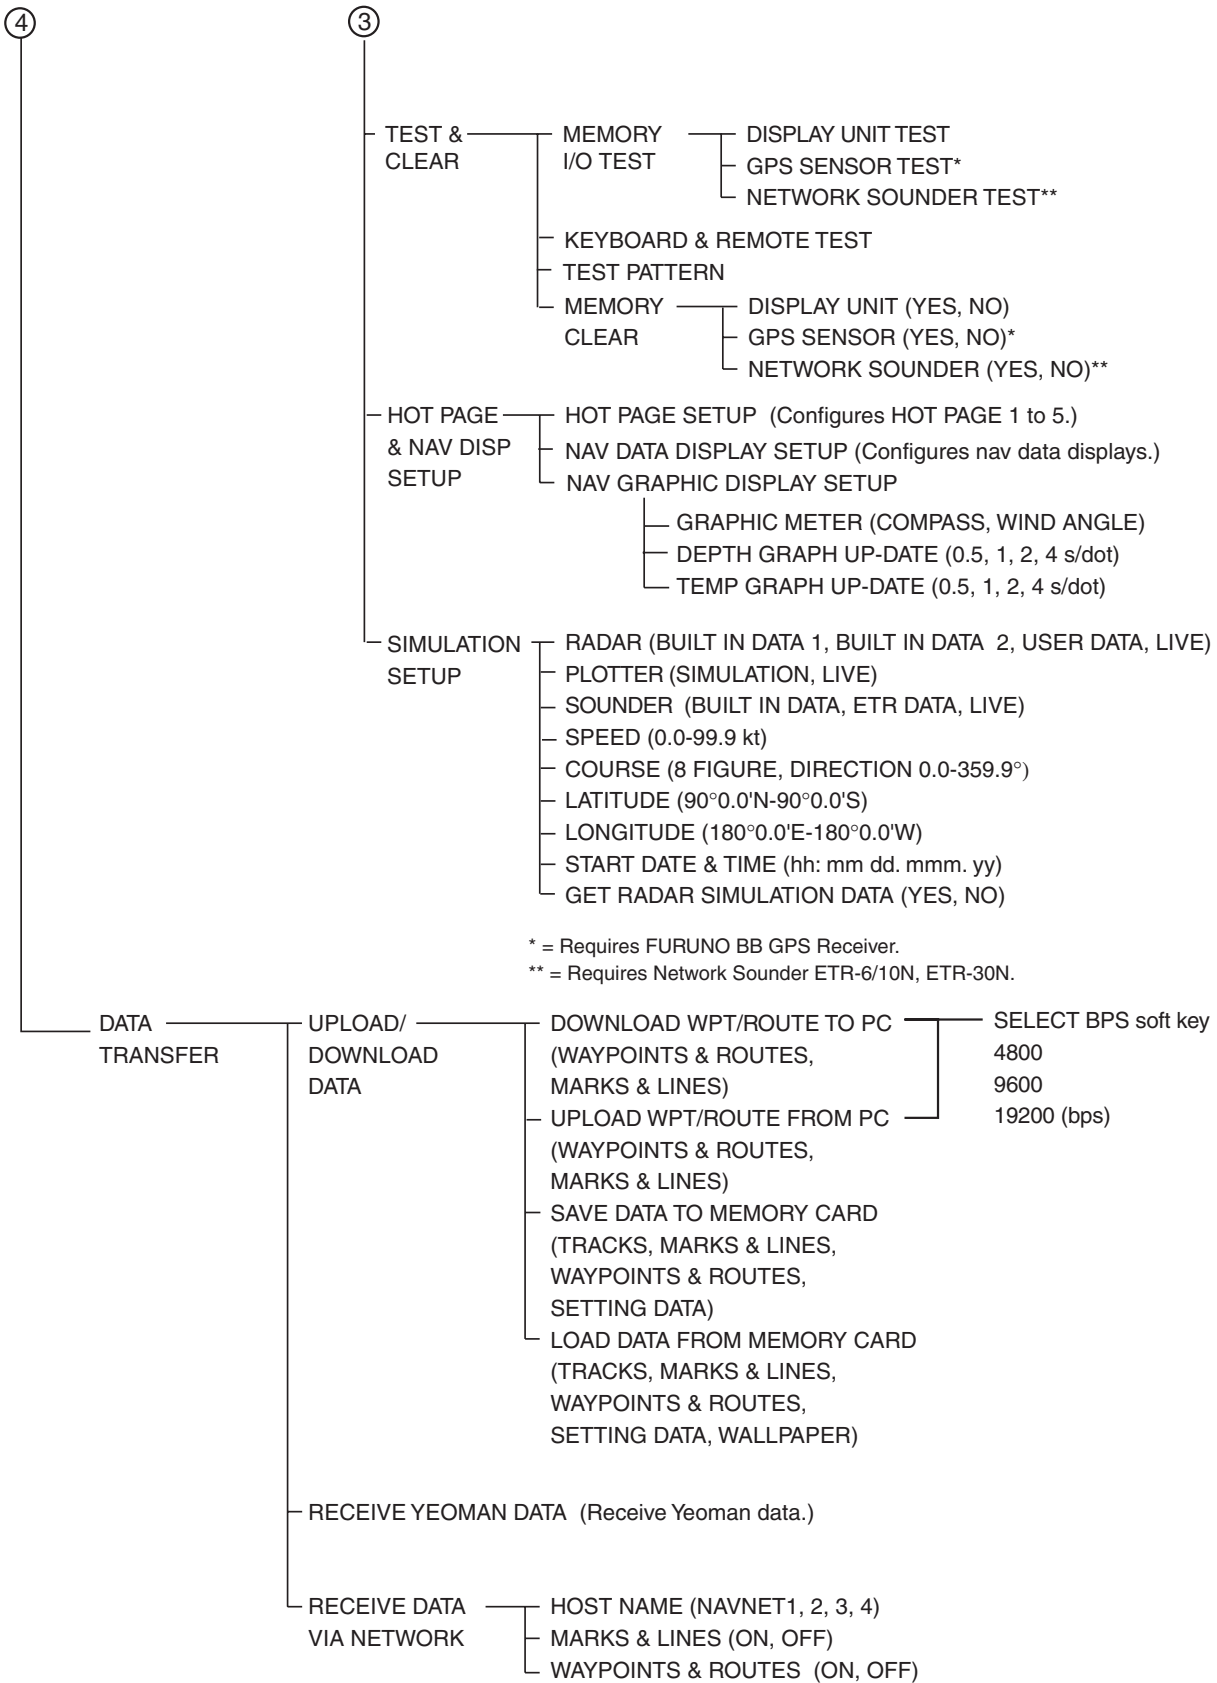 4
3
TEST & CLEAR
MEMORY I/O TEST
DISPLAY UNIT TEST
GPS SENSOR TEST*
NETWORK SOUNDER TEST**
KEYBOARD & REMOTE TEST
TEST PATTERN
MEMORY CLEAR
DISPLAY UNIT (YES, NO)
GPS SENSOR (YES, NO)*
NETWORK SOUNDER (YES, NO)**
HOT PAGE
& NAV DISP
SETUP
HOT PAGE SETUP (Configures HOT PAGE 1 to 5.)
NAV DATA DISPLAY SETUP (Configures nav data displays.)
NAV GRAPHIC DISPLAY SETUP
GRAPHIC METER (COMPASS, WIND ANGLE)
DEPTH GRAPH UP-DATE (0.5, 1, 2, 4 s/dot)
TEMP GRAPH UP-DATE (0.5, 1, 2, 4 s/dot)
SIMULATION
SETUP
RADAR (BUILT IN DATA 1, BUILT IN DATA 2, USER DATA, LIVE)
PLOTTER (SIMULATION, LIVE)
SOUNDER (BUILT IN DATA, ETR DATA, LIVE)
SPEED (0.0-99.9 kt)
COURSE (8 FIGURE, DIRECTION 0.0-359.9°)
LATITUDE (90°0.0'N-90°0.0'S)
LONGITUDE (180°0.0'E-180°0.0'W)
START DATE & TIME (hh: mm dd. mmm. yy)
GET RADAR SIMULATION DATA (YES, NO)
* = Requires FURUNO BB GPS Receiver.
** = Requires Network Sounder ETR-6/10N, ETR-30N.
DATA
TRANSFER
UPLOAD/
DOWNLOAD
DATA
DOWNLOAD WPT/ROUTE TO PC
(WAYPOINTS & ROUTES,
MARKS & LINES)
UPLOAD WPT/ROUTE FROM PC
(WAYPOINTS & ROUTES,
MARKS & LINES)
SELECT BPS soft key
4800
9600
19200 (bps)
SAVE DATA TO MEMORY CARD
(TRACKS, MARKS & LINES,
WAYPOINTS & ROUTES,
SETTING DATA)
LOAD DATA FROM MEMORY CARD
(TRACKS, MARKS & LINES,
WAYPOINTS & ROUTES,
SETTING DATA, WALLPAPER)
RECEIVE YEOMAN DATA (Receive Yeoman data.)
RECEIVE DATA
VIA NETWORK
HOST NAME (NAVNET1, 2, 3, 4)
MARKS & LINES (ON, OFF)
WAYPOINTS & ROUTES (ON, OFF)